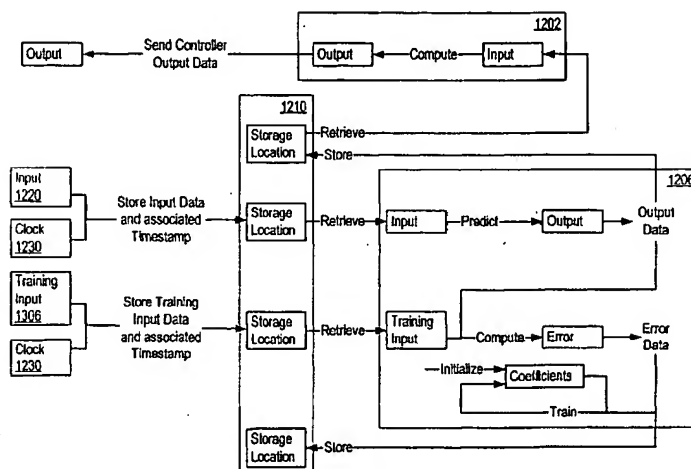 1202
Output
Send Controller
Output Data
Output
Compute
Input
1210
Storage
Location
Retrieve
Store
1206
Input
1220
Clock
1230
Store Input Data
and associated
Timestamp
Storage
Location
Retrieve
Input
Predict
Output
Output
Data
Training
Input
1306
Clock
1230
Store Training
Input Data
and associated
Timestamp
Storage
Location
Retrieve
Training
Input
Compute
Error
Error
Data
Initialize
Coefficients
Train
Storage
Location
Store